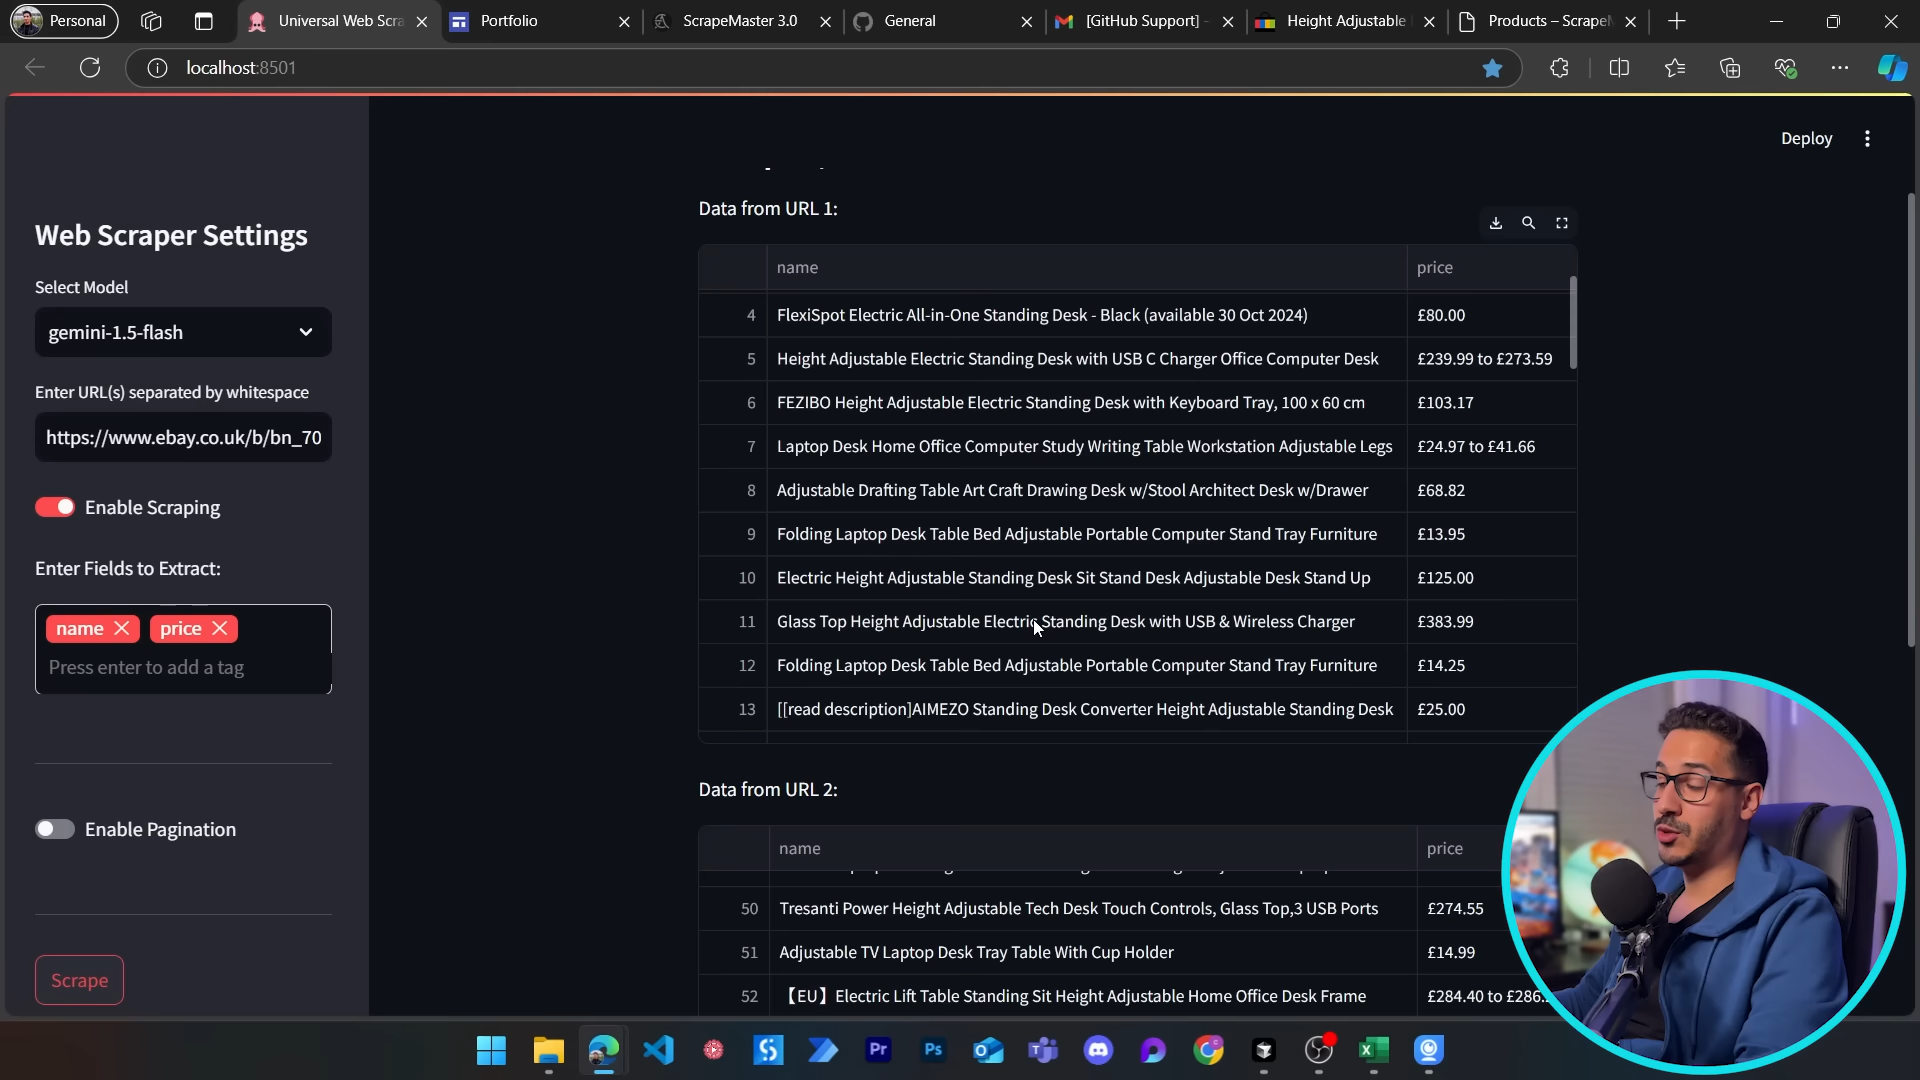 Personal
Universal Web Scra
Portfolio
ScrapeMaster 3.0
General
[GitHub Support] -
Height Adjustable
Products – ScrapeM
localhost:8501
Deploy
Web Scraper Settings
Select Model
gemini-1.5-flash
Enter URL(s) separated by whitespace
https://www.ebay.co.uk/b/bn_70
Enable Scraping
Enter Fields to Extract:
name
price
Press enter to add a tag
Enable Pagination
Scrape
Data from URL 1:
name price
4 FlexiSpot Electric All-in-One Standing Desk - Black (available 30 Oct 2024) £80.00
5 Height Adjustable Electric Standing Desk with USB C Charger Office Computer Desk £239.99 to £273.59
6 FEZIBO Height Adjustable Electric Standing Desk with Keyboard Tray, 100 x 60 cm £103.17
7 Laptop Desk Home Office Computer Study Writing Table Workstation Adjustable Legs £24.97 to £41.66
8 Adjustable Drafting Table Art Craft Drawing Desk w/Stool Architect Desk w/Drawer £68.82
9 Folding Laptop Desk Table Bed Adjustable Portable Computer Stand Tray Furniture £13.95
10 Electric Height Adjustable Standing Desk Sit Stand Desk Adjustable Desk Stand Up £125.00
11 Glass Top Height Adjustable Electric Standing Desk with USB & Wireless Charger £383.99
12 Folding Laptop Desk Table Bed Adjustable Portable Computer Stand Tray Furniture £14.25
13 [[read description]AIMEZO Standing Desk Converter Height Adjustable Standing Desk £25.00
Data from URL 2:
name price
50 Tresanti Power Height Adjustable Tech Desk Touch Controls, Glass Top,3 USB Ports £274.55
51 Adjustable TV Laptop Desk Tray Table With Cup Holder £14.99
52 【EU】Electric Lift Table Standing Sit Height Adjustable Home Office Desk Frame £284.40 to £286.
Pr
Ps